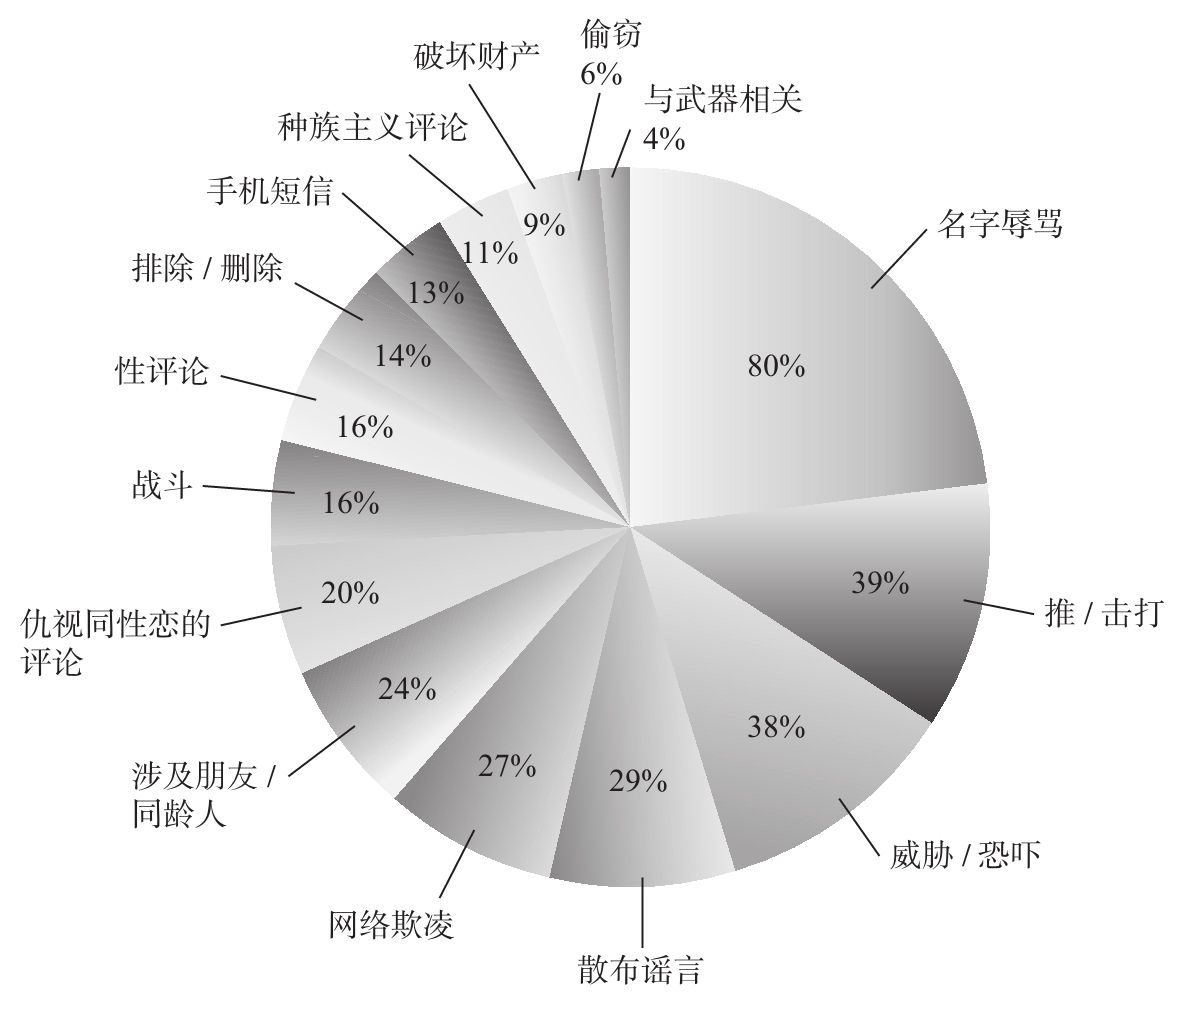 偷窃
6%
破坏财产
与武器相关
4%
种族主义评论
手机短信
9%
名字辱骂
11%
排除 / 删除
13%
14%
80%
性评论
16%
战斗
16%
20%
39%
仇视同性恋的
评论
推 / 击打
24%
38%
27%
29%
涉及朋友 /
同龄人
威胁 / 恐吓
网络欺凌
散布谣言